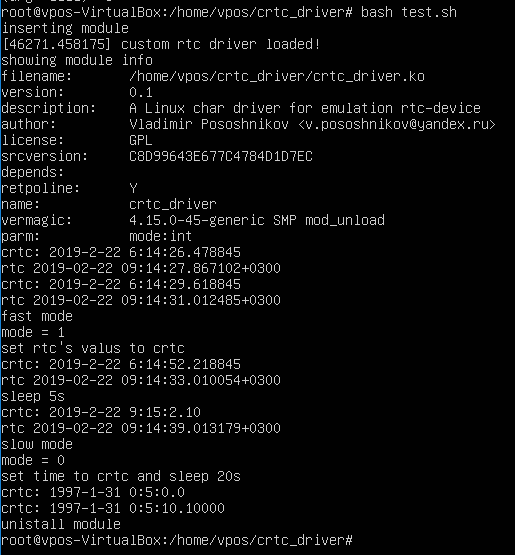 root@vpos-VirtualBox:/home/vpos/crtc_driver# bash test.sh
inserting module
[46271.458175] custom rtc driver loaded!
showing module info
filename:       /home/vpos/crtc_driver/crtc_driver.ko
version:        0.1
description:    A Linux char driver for emulation rtc-device
author:         Vladimir Pososhnikov <v.pososhnikov@yandex.ru>
license:        GPL
srcversion:     C8D99643E677C4784D1D7EC
depends:
retpoline:      Y
name:           crtc_driver
vermagic:       4.15.0-45-generic SMP mod_unload
parm:           mode:int
crtc: 2019-2-22 6:14:26.478845
rtc 2019-02-22 09:14:27.867102+0300
crtc: 2019-2-22 6:14:29.618845
rtc 2019-02-22 09:14:31.012485+0300
fast mode
mode = 1
set rtc's valus to crtc
crtc: 2019-2-22 6:14:52.218845
rtc 2019-02-22 09:14:33.010054+0300
sleep 5s
crtc: 2019-2-22 9:15:2.10
rtc 2019-02-22 09:14:39.013179+0300
slow mode
mode = 0
set time to crtc and sleep 20s
crtc: 1997-1-31 0:5:0.0
crtc: 1997-1-31 0:5:10.10000
unistall module
root@vpos-VirtualBox:/home/vpos/crtc_driver#